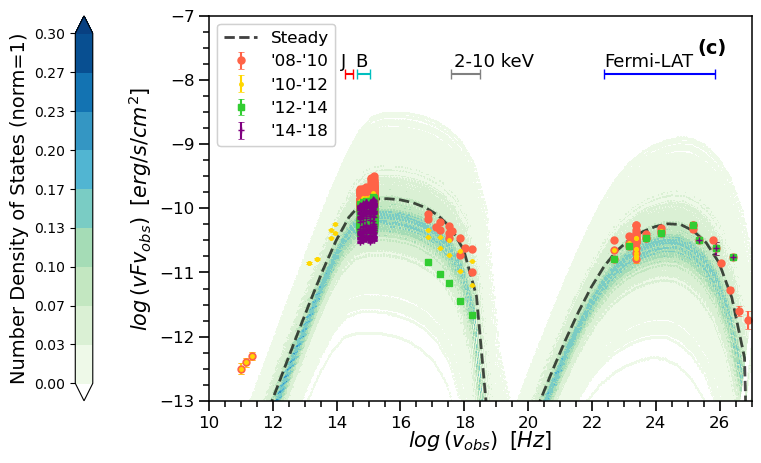 Number Density of States (norm=1)
0.30
0.27
0.23
0.20
0.17
0.13
0.10
0.07
0.03
0.00
log (vFv_obs) [erg/s/cm²]
−7
−8
−9
−10
−11
−12
−13
Steady
'08-'10
'10-'12
'12-'14
'14-'18
J B
2-10 keV
Fermi-LAT
(c)
10 12 14 16 18 20 22 24 26
log (v_obs) [Hz]